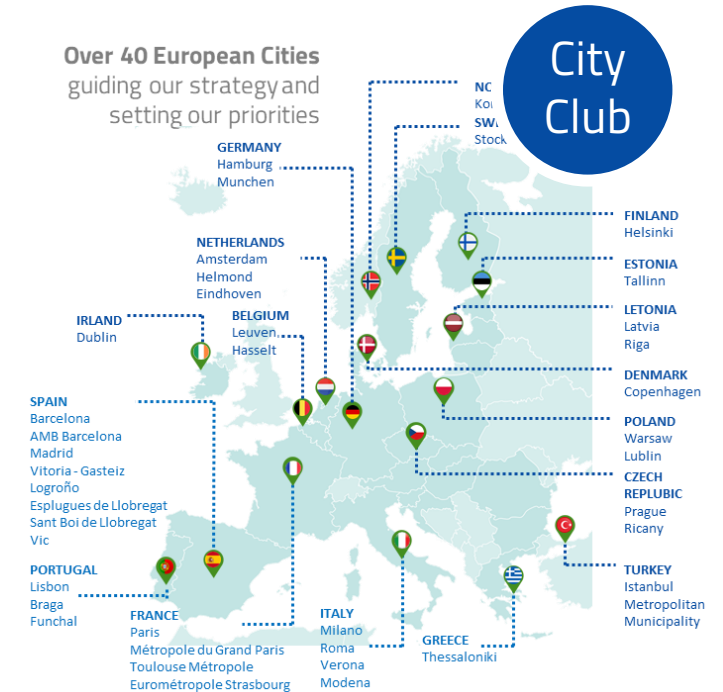 Over 40 European Cities
guiding our strategy and
setting our priorities
City
Club
GERMANY
Hamburg
Munchen
NETHERLANDS
Amsterdam
Helmond
Eindhoven
BELGIUM
Leuven,
Hasselt
IRLAND
Dublin
SPAIN
Barcelona
AMB Barcelona
Madrid
Vitoria - Gasteiz
Logroño
Esplugues de Llobregat
Sant Boi de Llobregat
Vic
PORTUGAL
Lisbon
Braga
Funchal
FRANCE
Paris
Métropole du Grand Paris
Toulouse Métropole
Eurométropole Strasbourg
ITALY
Milano
Roma
Verona
Modena
GREECE
Thessaloniki
FINLAND
Helsinki
ESTONIA
Tallinn
LETONIA
Latvia
Riga
DENMARK
Copenhagen
POLAND
Warsaw
Lublin
CZECH
REPLUBIC
Prague
Ricany
TURKEY
Istanbul
Metropolitan
Municipality